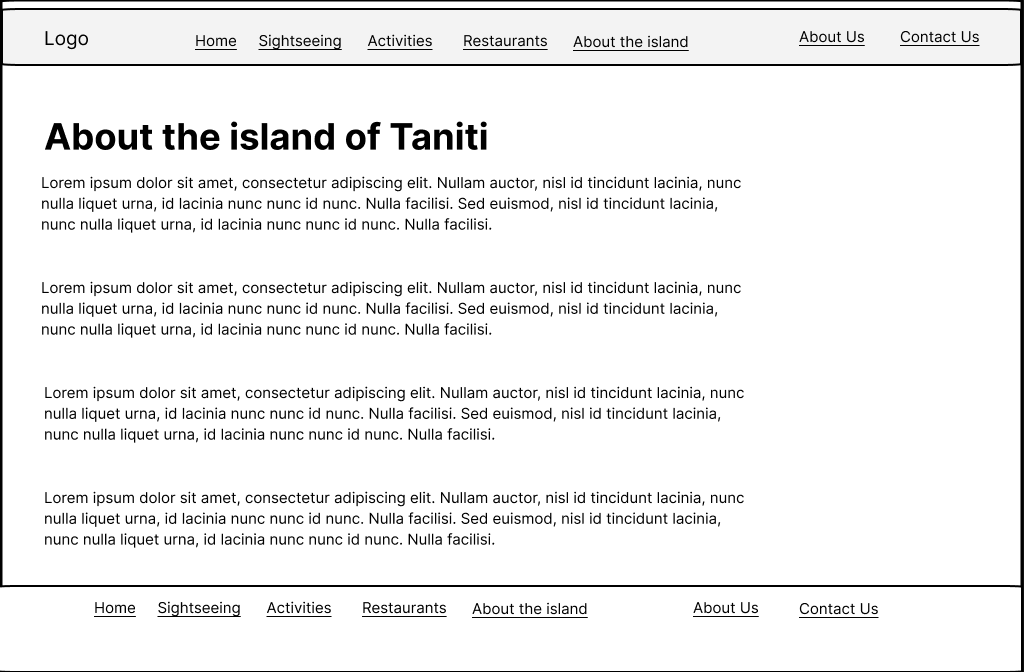 Logo Home Sightseeing Activities Restaurants About the island About Us Contact Us
About the island of Taniti
Lorem ipsum dolor sit amet, consectetur adipiscing elit. Nullam auctor, nisl id tincidunt lacinia, nunc
nulla liquet urna, id lacinia nunc nunc id nunc. Nulla facilisi. Sed euismod, nisl id tincidunt lacinia,
nunc nulla liquet urna, id lacinia nunc nunc id nunc. Nulla facilisi.
Lorem ipsum dolor sit amet, consectetur adipiscing elit. Nullam auctor, nisl id tincidunt lacinia, nunc
nulla liquet urna, id lacinia nunc nunc id nunc. Nulla facilisi. Sed euismod, nisl id tincidunt lacinia,
nunc nulla liquet urna, id lacinia nunc nunc id nunc. Nulla facilisi.
Lorem ipsum dolor sit amet, consectetur adipiscing elit. Nullam auctor, nisl id tincidunt lacinia, nunc
nulla liquet urna, id lacinia nunc nunc id nunc. Nulla facilisi. Sed euismod, nisl id tincidunt lacinia,
nunc nulla liquet urna, id lacinia nunc nunc id nunc. Nulla facilisi.
Lorem ipsum dolor sit amet, consectetur adipiscing elit. Nullam auctor, nisl id tincidunt lacinia, nunc
nulla liquet urna, id lacinia nunc nunc id nunc. Nulla facilisi. Sed euismod, nisl id tincidunt lacinia,
nunc nulla liquet urna, id lacinia nunc nunc id nunc. Nulla facilisi.
Home Sightseeing Activities Restaurants About the island About Us Contact Us